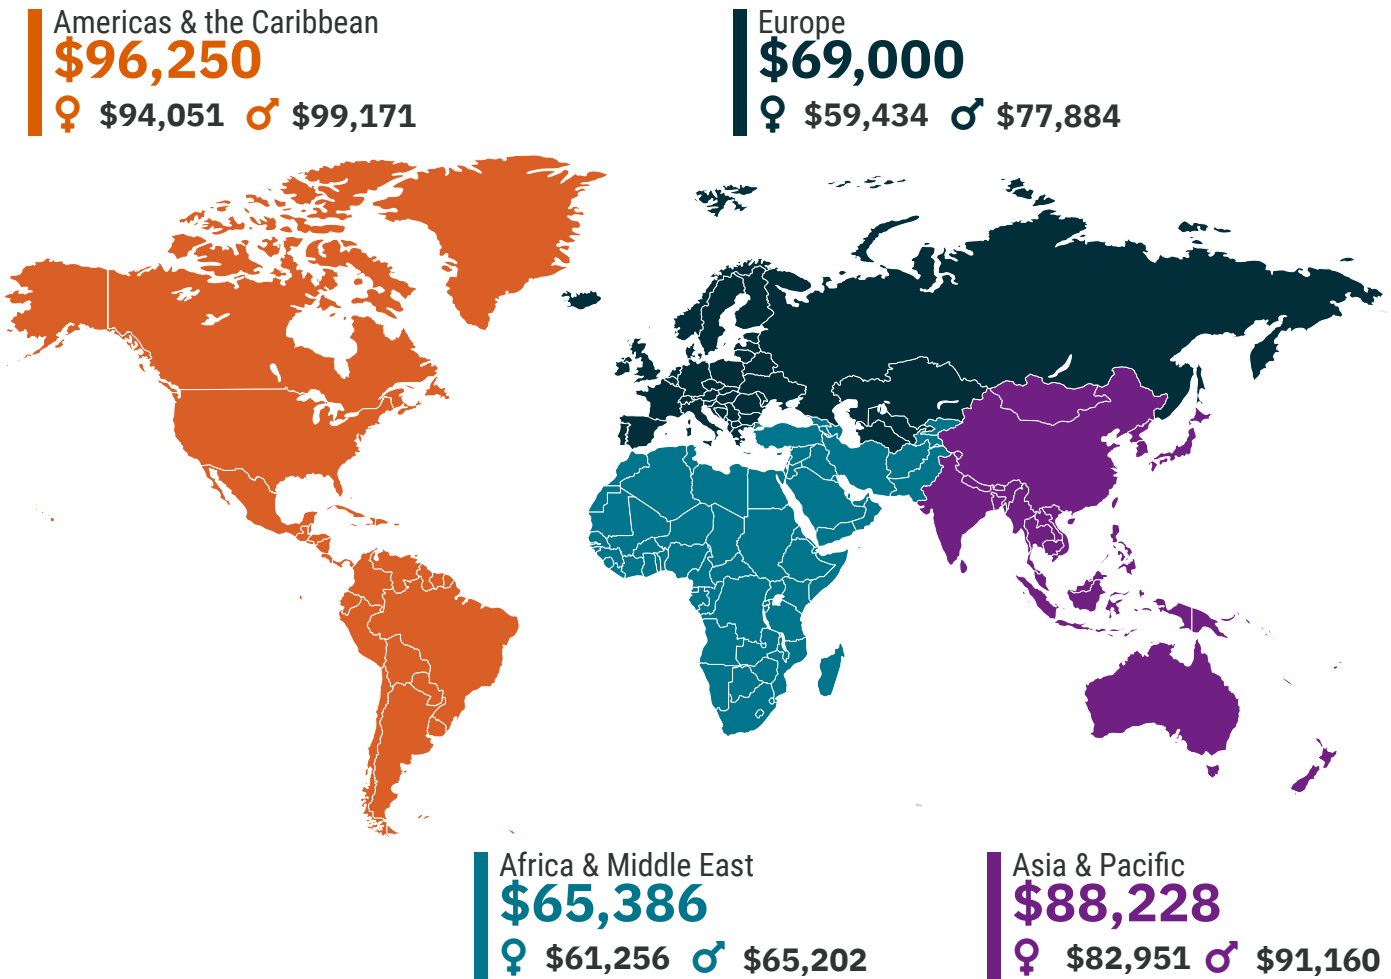 Americas & the Caribbean
$96,250
♀ $94,051 ♂ $99,171
Europe
$69,000
♀ $59,434 ♂ $77,884
Africa & Middle East
$65,386
♀ $61,256 ♂ $65,202
Asia & Pacific
$88,228
♀ $82,951 ♂ $91,160